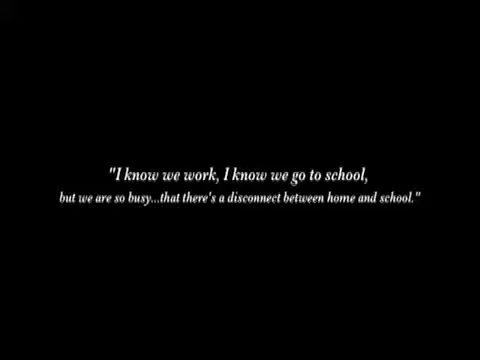 "I know we work, I know we go to school,
but we are so busy...that there's a disconnect between home and school."